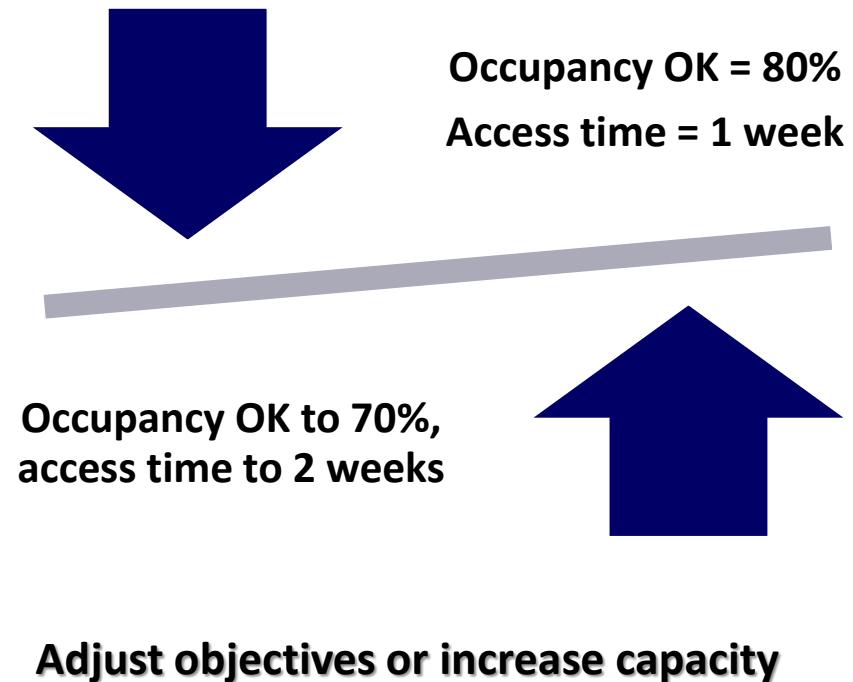 Occupancy OK = 80%
Access time = 1 week
Occupancy OK to 70%,
access time to 2 weeks
Adjust objectives or increase capacity